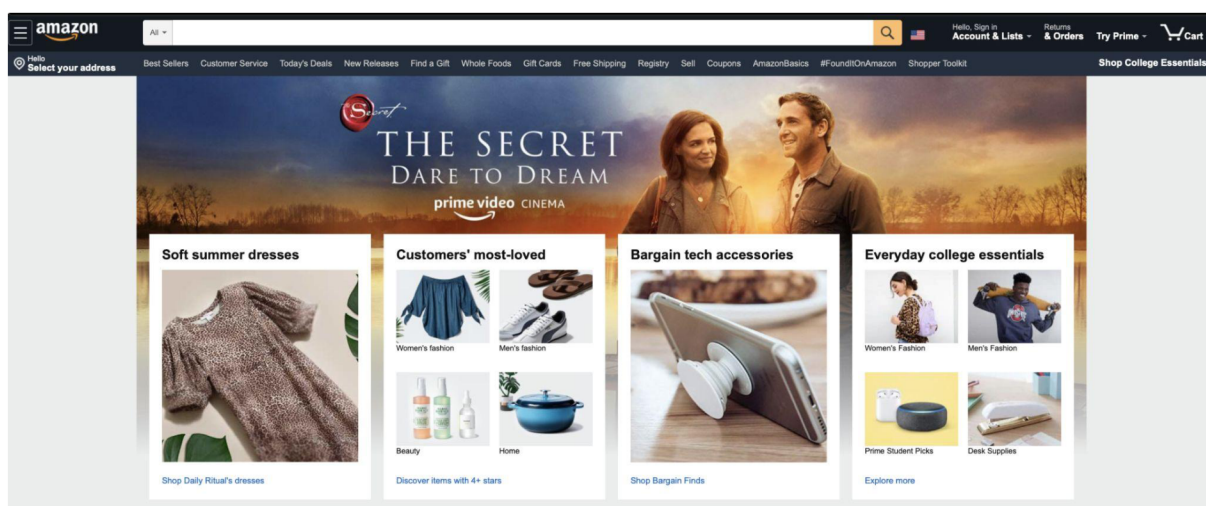 amazon
All
Hello, Sign in
Account & Lists
Returns
& Orders
Try Prime
Cart
Hello
Select your address
Best Sellers Customer Service Today's Deals New Releases Find a Gift Whole Foods Gift Cards Free Shipping Registry Sell Coupons AmazonBasics #FoundItOnAmazon Shopper Toolkit
Shop College Essentials
The Secret
THE SECRET
DARE TO DREAM
prime video CINEMA
Soft summer dresses
Shop Daily Ritual's dresses
Customers' most-loved
Women's fashion
Men's fashion
Beauty
Home
Discover items with 4+ stars
Bargain tech accessories
Shop Bargain Finds
Everyday college essentials
Women's Fashion
Men's Fashion
Prime Student Picks
Desk Supplies
Explore more